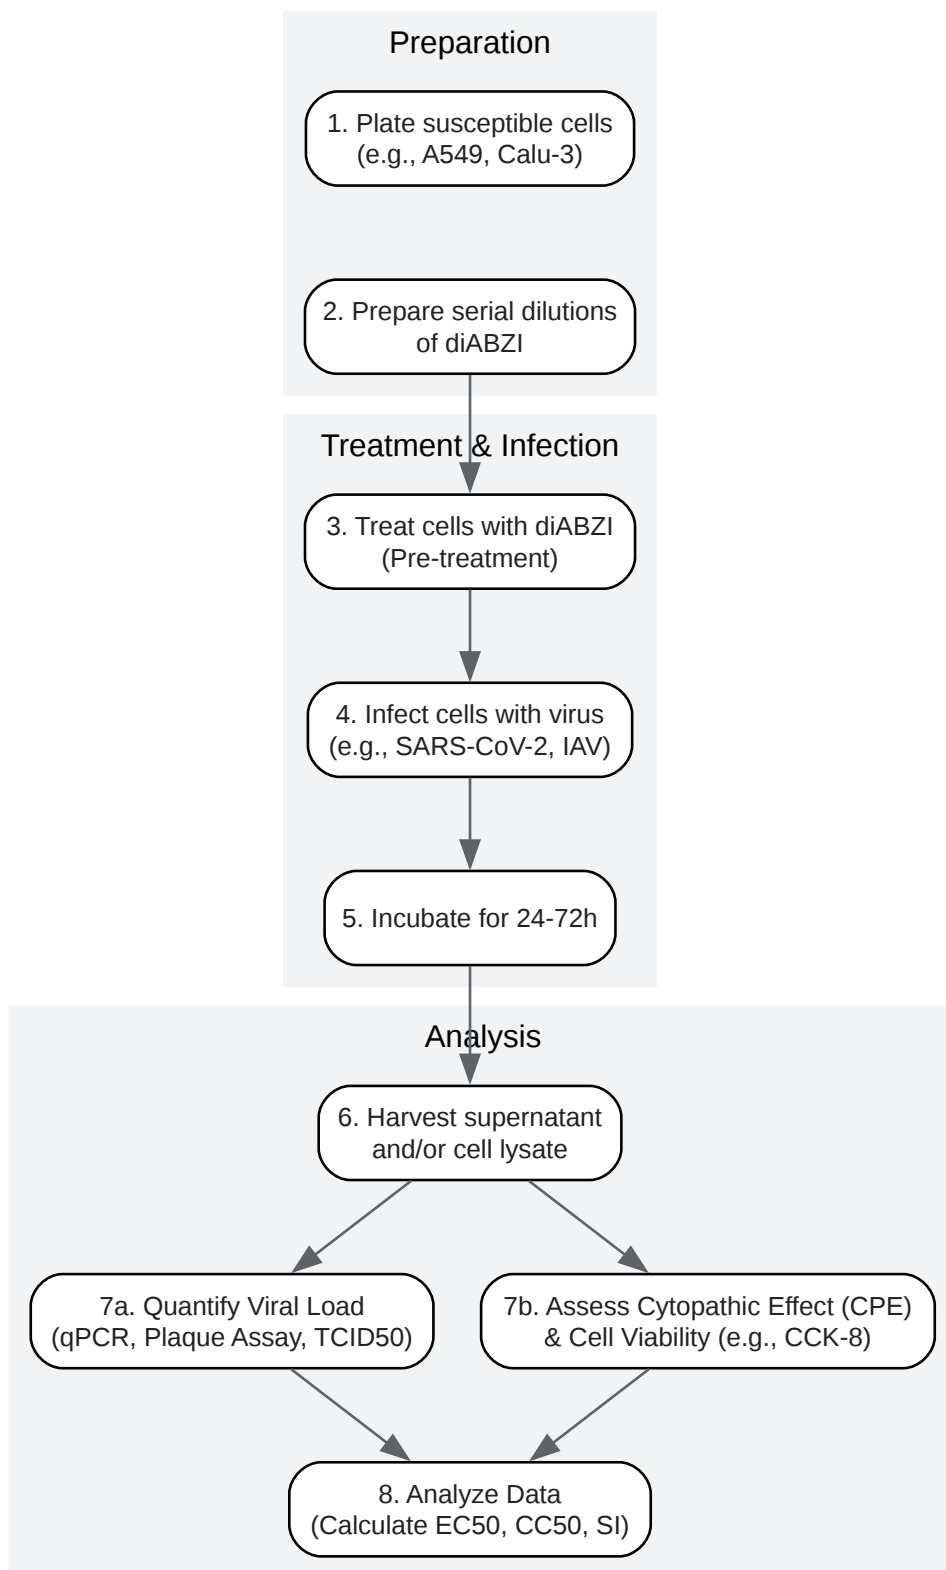 Preparation
1. Plate susceptible cells
(e.g., A549, Calu-3)
2. Prepare serial dilutions
of diABZI
Treatment & Infection
3. Treat cells with diABZI
(Pre-treatment)
4. Infect cells with virus
(e.g., SARS-CoV-2, IAV)
5. Incubate for 24-72h
Analysis
6. Harvest supernatant
and/or cell lysate
7a. Quantify Viral Load
(qPCR, Plaque Assay, TCID50)
7b. Assess Cytopathic Effect (CPE)
& Cell Viability (e.g., CCK-8)
8. Analyze Data
(Calculate EC50, CC50, SI)